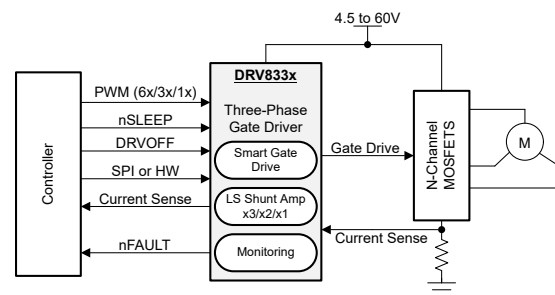 4.5 to 60V
DRV833x
PWM (6x/3x/1x)
Three-Phase
Gate Driver
nSLEEP
DRVOFF
Smart Gate
Drive
Gate Drive
N-Channel
MOSFETS
M
Controller
SPI or HW
Current Sense
LS Shunt Amp
x3/x2/x1
Current Sense
nFAULT
Monitoring